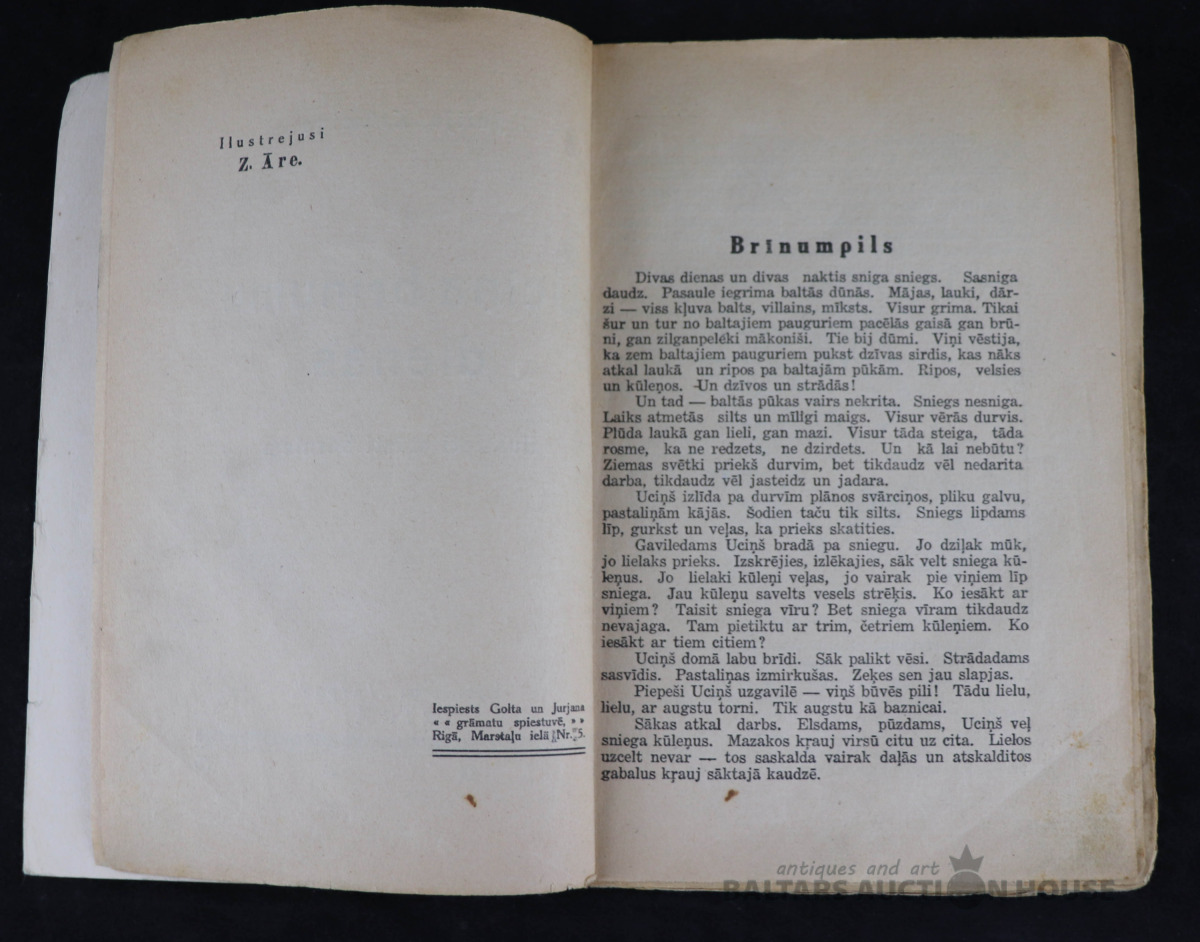 Ilustrejusi
Z. Āre.
Iespiests Golta un Jurjana
« « grāmatu spiestuvē, » »
Rīgā, Marstaļu ielā Nr. 5.
Brīnumpils
Divas dienas un divas naktis sniga sniegs. Sasniga
daudz. Pasaule iegrima baltās dūnās. Mājas, lauki, dār-
zi — viss kļuva balts, villains, mīksts. Visur grima. Tikai
šur un tur no baltajiem pauguriem pacēlās gaisā gan brū-
ni, gan zilganpelēki mākoniši. Tie bij dūmi. Viņi vēstija,
ka zem baltajiem pauguriem pukst dzīvas sirdis, kas nāks
atkal laukā un ripos pa baltajām pūkām. Ripos, velsies
un kūleņos. Un dzīvos un strādās!
Un tad — baltās pūkas vairs nekrita. Sniegs nesniga.
Laiks atmetās silts un mīligi maigs. Visur vērās durvis.
Plūda laukā gan lieli, gan mazi. Visur tāda steiga, tāda
rosme, ka ne redzets, ne dzirdets. Un kā lai nebūtu?
Ziemas svētki priekš durvim, bet tikdaudz vēl nedarita
darba, tikdaudz vēl jasteidz un jadara.
Uciņš izlīda pa durvīm plānos svārciņos, pliku galvu,
pastaliņām kājās. Šodien taču tik silts. Sniegs lipdams
līp, gurkst un veļas, ka prieks skatities.
Gaviledams Uciņš bradā pa sniegu. Jo dziļak mūk,
jo lielaks prieks. Izskrējies, izlēkajies, sāk velt sniega kū-
leņus. Jo lielaki kūleņi veļas, jo vairak pie viņiem līp
sniega. Jau kūleņu savelts vesels strēķis. Ko iesākt ar
viņiem? Taisit sniega vīru? Bet sniega vīram tikdaudz
nevajaga. Tam pietiktu ar trim, četriem kūleņiem. Ko
iesākt ar tiem citiem?
Uciņš domā labu brīdi. Sāk palikt vēsi. Strādadams
sasvīdis. Pastaliņas izmirkušas. Zeķes sen jau slapjas.
Piepeši Uciņš uzgavilē — viņš būvēs pili! Tādu lielu,
lielu, ar augstu torni. Tik augstu kā baznicai.
Sākas atkal darbs. Elsdams, pūzdams, Uciņš veļ
sniega kūleņus. Mazakos kŗauj virsū citu uz cita. Lielos
uzcelt nevar — tos saskalda vairak daļās un atskalditos
gabalus kŗauj sāktajā kaudzē.
antiques and art
BALTARS AUCTION HOUSE